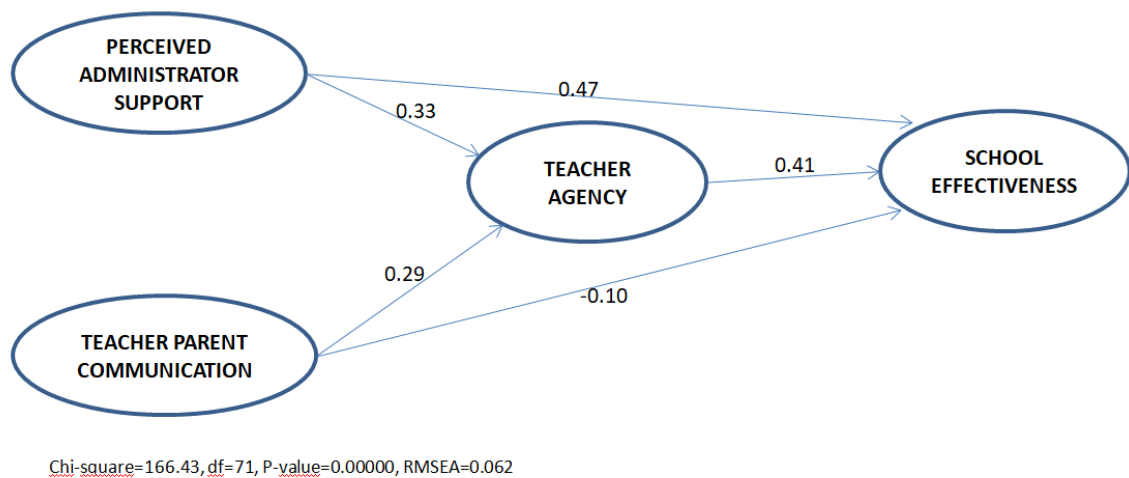 PERCEIVED
ADMINISTRATOR
SUPPORT
0.47
0.33
TEACHER
AGENCY
0.41
SCHOOL
EFFECTIVENESS
0.29
-0.10
TEACHER PARENT
COMMUNICATION
Chi-square=166.43, df=71, P-value=0.00000, RMSEA=0.062